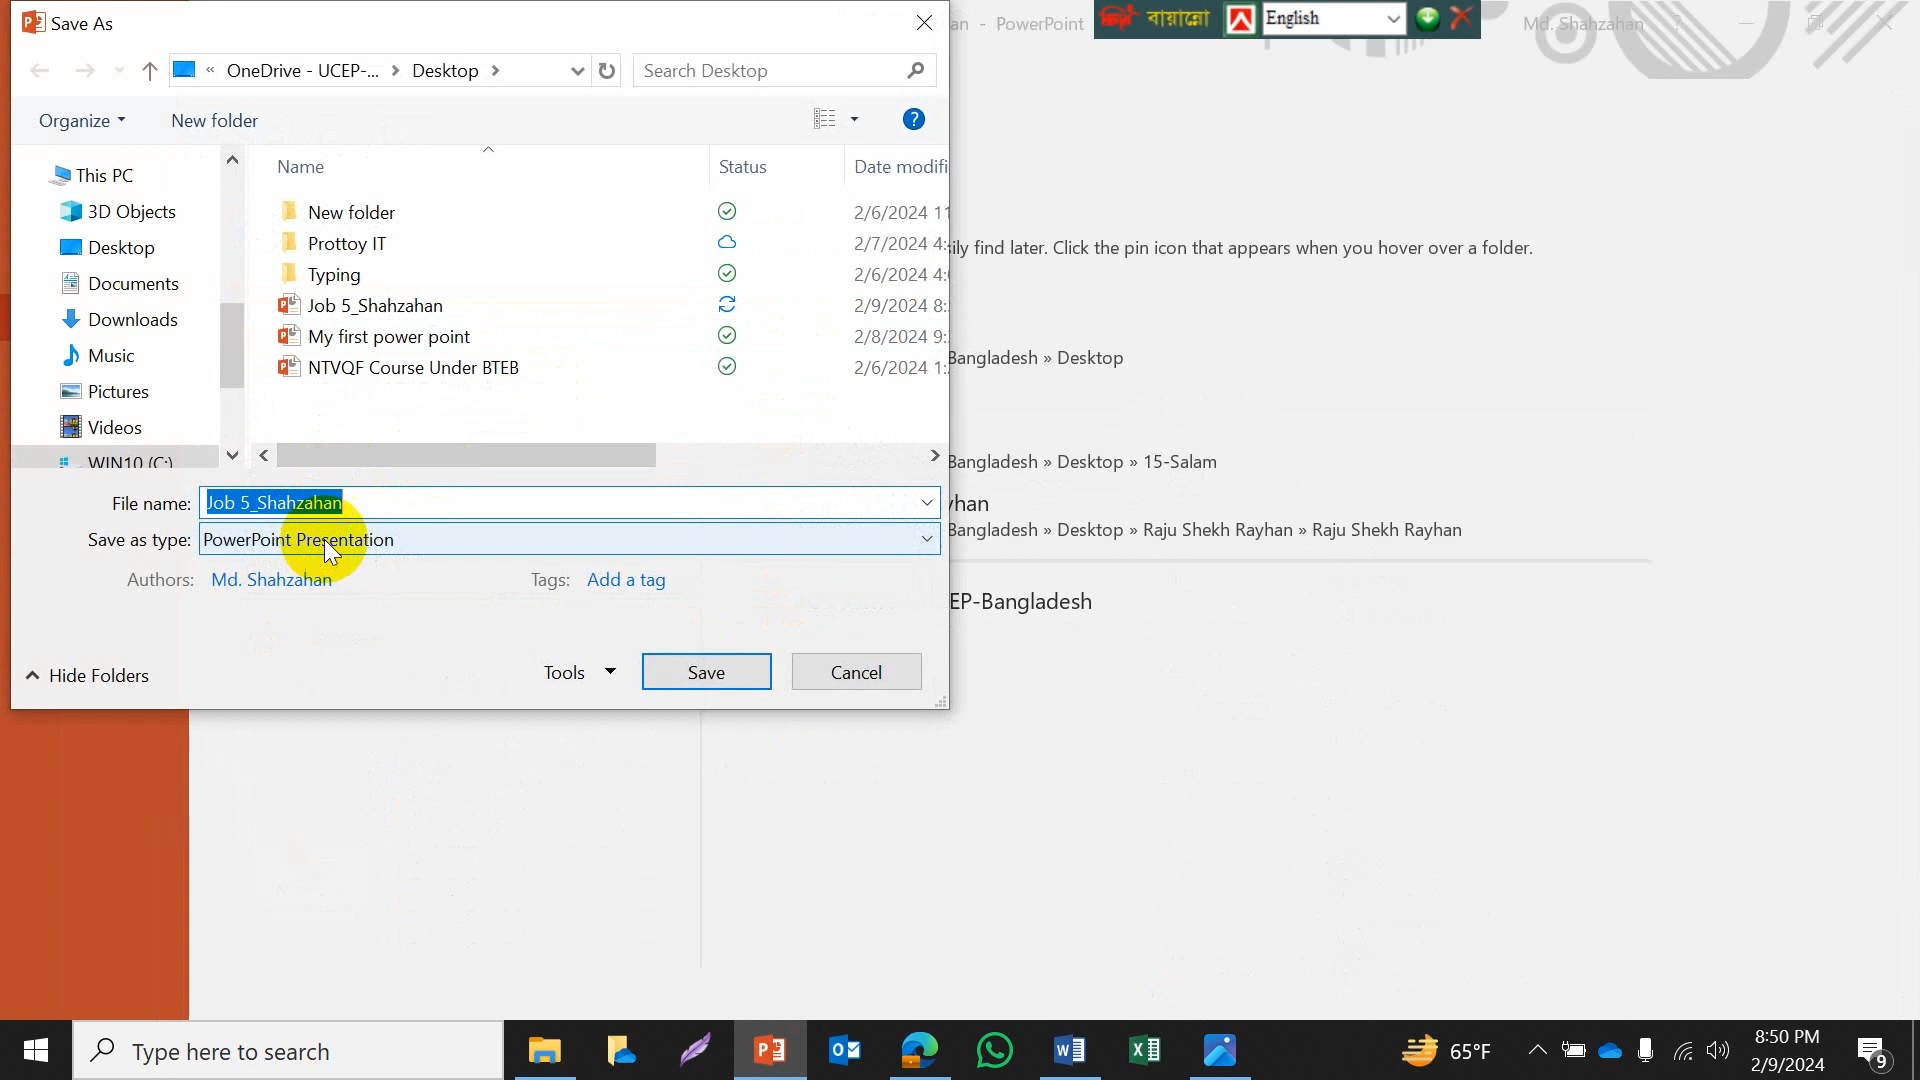 Save As
an - PowerPoint
বায়ান্নো
English
Md. Shahzahan
« OneDrive - UCEP-... > Desktop >
Search Desktop
Organize
New folder
Name
Status
Date modifi
This PC
3D Objects
Desktop
Documents
Downloads
Music
Pictures
Videos
WIN10 (C:)
New folder 2/6/2024 11
Prottoy IT 2/7/2024 4:
Typing 2/6/2024 4:
Job 5_Shahzahan 2/9/2024 8:
My first power point 2/8/2024 9:
NTVQF Course Under BTEB 2/6/2024 1:
ily find later. Click the pin icon that appears when you hover over a folder.
Bangladesh » Desktop
Bangladesh » Desktop » 15-Salam
han
Bangladesh » Desktop » Raju Shekh Rayhan » Raju Shekh Rayhan
EP-Bangladesh
File name: Job 5_Shahzahan
Save as type: PowerPoint Presentation
Authors: Md. Shahzahan
Tags: Add a tag
Hide Folders
Tools
Save
Cancel
Type here to search
65°F
8:50 PM
2/9/2024
9